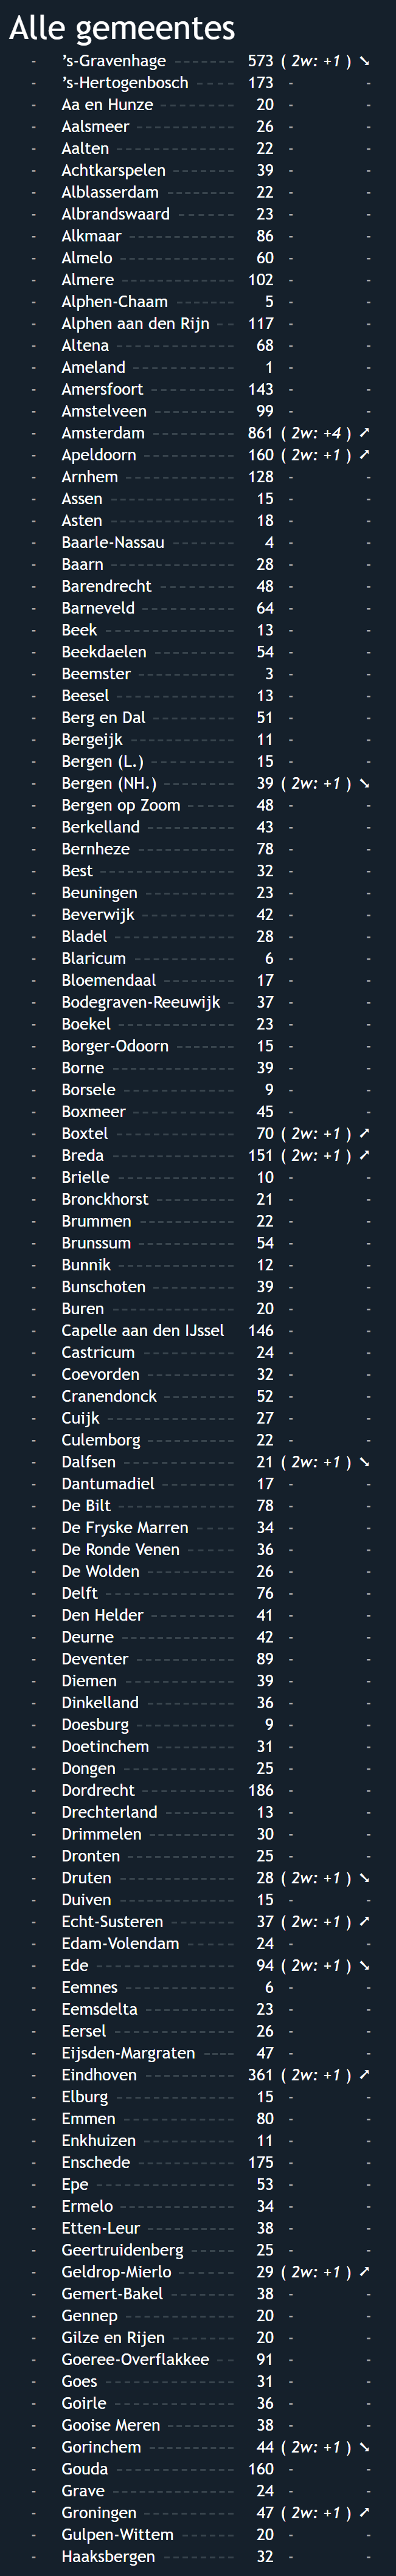 Alle gemeentes
- ’s-Gravenhage ------- 573 ( 2w: +1 ) ➘
- ’s-Hertogenbosch ---- 173 - -
- Aa en Hunze -------- 20 - -
- Aalsmeer ---------- 26 - -
- Aalten ------------ 22 - -
- Achtkarspelen ------- 39 - -
- Alblasserdam -------- 22 - -
- Albrandswaard ------- 23 - -
- Alkmaar ----------- 86 - -
- Almelo ------------ 60 - -
- Almere ------------ 102 - -
- Alphen-Chaam ------ 5 - -
- Alphen aan den Rijn -- 117 - -
- Altena ------------ 68 - -
- Ameland ----------- 1 - -
- Amersfoort --------- 143 - -
- Amstelveen --------- 99 - -
- Amsterdam --------- 861 ( 2w: +4 ) ➚
- Apeldoorn ---------- 160 ( 2w: +1 ) ➚
- Arnhem ----------- 128 - -
- Assen ------------- 15 - -
- Asten ------------- 18 - -
- Baarle-Nassau ------- 4 - -
- Baarn ------------- 28 - -
- Barendrecht -------- 48 - -
- Barneveld ---------- 64 - -
- Beek ------------- 13 - -
- Beekdaelen --------- 54 - -
- Beemster ---------- 3 - -
- Beesel ------------ 13 - -
- Berg en Dal --------- 51 - -
- Bergeijk ----------- 11 - -
- Bergen (L.) --------- 15 - -
- Bergen (NH.) -------- 39 ( 2w: +1 ) ➘
- Bergen op Zoom ----- 48 - -
- Berkelland ---------- 43 - -
- Bernheze ---------- 78 - -
- Best -------------- 32 - -
- Beuningen --------- 23 - -
- Beverwijk ---------- 42 - -
- Bladel ------------ 28 - -
- Blaricum ----------- 6 - -
- Bloemendaal -------- 17 - -
- Bodegraven-Reeuwijk - 37 - -
- Boekel ------------ 23 - -
- Borger-Odoorn ------ 15 - -
- Borne ------------ 39 - -
- Borsele ------------ 9 - -
- Boxmeer ---------- 45 - -
- Boxtel ------------ 70 ( 2w: +1 ) ➚
- Breda ------------- 151 ( 2w: +1 ) ➚
- Brielle ------------ 10 - -
- Bronckhorst -------- 21 - -
- Brummen ---------- 22 - -
- Brunssum ---------- 54 - -
- Bunnik ------------ 12 - -
- Bunschoten --------- 39 - -
- Buren ------------ 20 - -
- Capelle aan den IJssel 146 - -
- Castricum ---------- 24 - -
- Coevorden --------- 32 - -
- Cranendonck ------- 52 - -
- Cuijk ------------- 27 - -
- Culemborg --------- 22 - -
- Dalfsen ----------- 21 ( 2w: +1 ) ➘
- Dantumadiel -------- 17 - -
- De Bilt ------------ 78 - -
- De Fryske Marren ---- 34 - -
- De Ronde Venen ----- 36 - -
- De Wolden --------- 26 - -
- Delft ------------- 76 - -
- Den Helder --------- 41 - -
- Deurne ----------- 42 - -
- Deventer ---------- 89 - -
- Diemen ----------- 39 - -
- Dinkelland --------- 36 - -
- Doesburg ---------- 9 - -
- Doetinchem -------- 31 - -
- Dongen ----------- 25 - -
- Dordrecht ---------- 186 - -
- Drechterland ------- 13 - -
- Drimmelen --------- 30 - -
- Dronten ----------- 25 - -
- Druten ------------ 28 ( 2w: +1 ) ➘
- Duiven ------------ 15 - -
- Echt-Susteren ------- 37 ( 2w: +1 ) ➚
- Edam-Volendam ----- 24 - -
- Ede -------------- 94 ( 2w: +1 ) ➘
- Eemnes ----------- 6 - -
- Eemsdelta ---------- 23 - -
- Eersel ------------ 26 - -
- Eijsden-Margraten ---- 47 - -
- Eindhoven ---------- 361 ( 2w: +1 ) ➚
- Elburg ------------ 15 - -
- Emmen ----------- 80 - -
- Enkhuizen ---------- 11 - -
- Enschede ---------- 175 - -
- Epe -------------- 53 - -
- Ermelo ------------ 34 - -
- Etten-Leur --------- 38 - -
- Geertruidenberg ----- 25 - -
- Geldrop-Mierlo ------ 29 ( 2w: +1 ) ➚
- Gemert-Bakel ------- 38 - -
- Gennep ----------- 20 - -
- Gilze en Rijen ------- 20 - -
- Goeree-Overflakkee -- 91 - -
- Goes ------------- 31 - -
- Goirle ------------ 36 - -
- Gooise Meren ------- 38 - -
- Gorinchem --------- 44 ( 2w: +1 ) ➘
- Gouda ------------ 160 - -
- Grave ------------ 24 - -
- Groningen ---------- 47 ( 2w: +1 ) ➚
- Gulpen-Wittem ------ 20 - -
- Haaksbergen -------- 32 - -